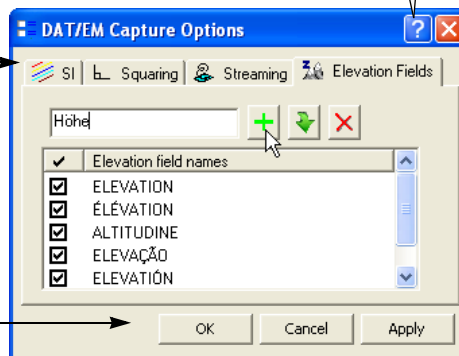 DAT/EM Capture Options
SI Squaring Streaming Elevation Fields
Höhe
Elevation field names
ELEVATION
ÉLÉVATION
ALTITUDINE
ELEVAÇÃO
ELEVATIÓN
OK Cancel Apply